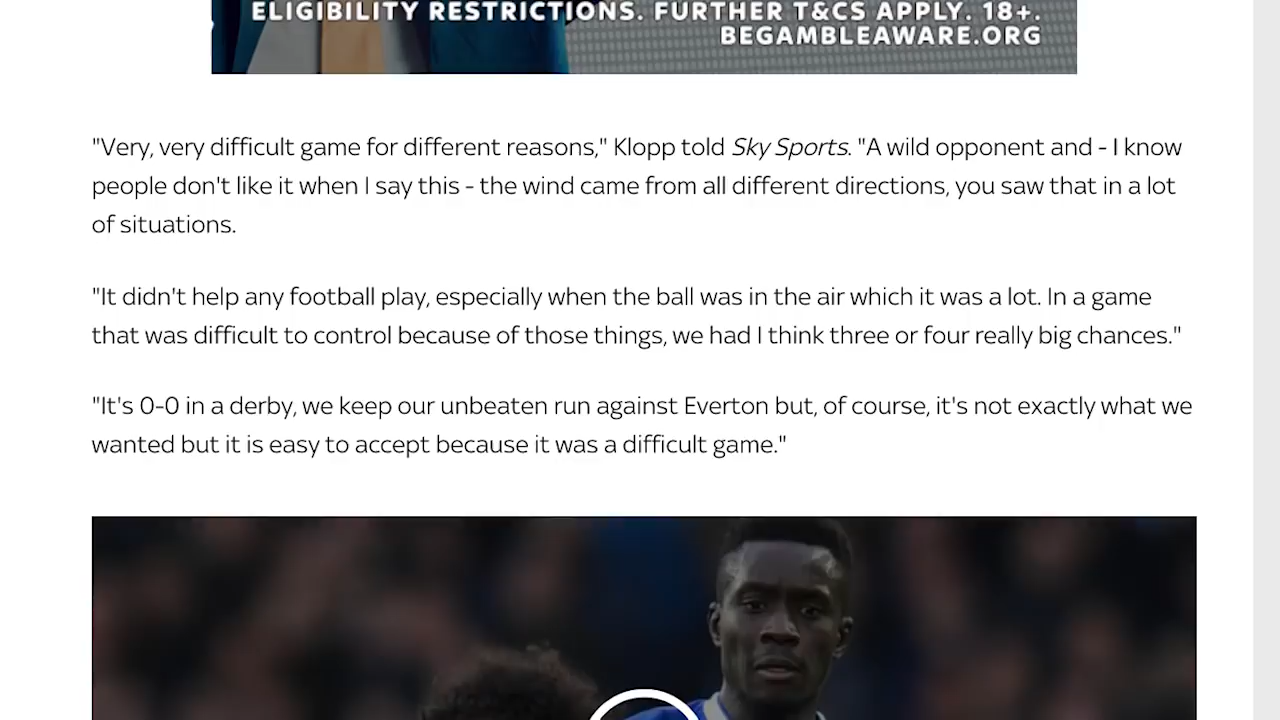 ELIGIBILITY RESTRICTIONS. FURTHER T&CS APPLY. 18+.
BEGAMBLEAWARE.ORG
"Very, very difficult game for different reasons," Klopp told Sky Sports. "A wild opponent and - I know
people don't like it when I say this - the wind came from all different directions, you saw that in a lot
of situations.
"It didn't help any football play, especially when the ball was in the air which it was a lot. In a game
that was difficult to control because of those things, we had I think three or four really big chances."
"It's 0-0 in a derby, we keep our unbeaten run against Everton but, of course, it's not exactly what we
wanted but it is easy to accept because it was a difficult game."